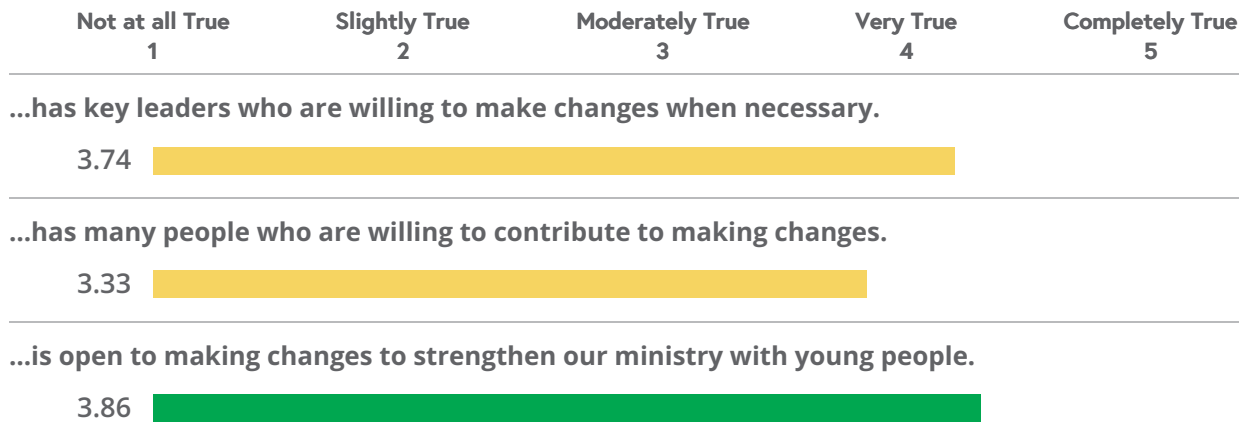 Not at all True Slightly True Moderately True Very True Completely True
1 2 3 4 5
...has key leaders who are willing to make changes when necessary.
3.74
...has many people who are willing to contribute to making changes.
3.33
...is open to making changes to strengthen our ministry with young people.
3.86